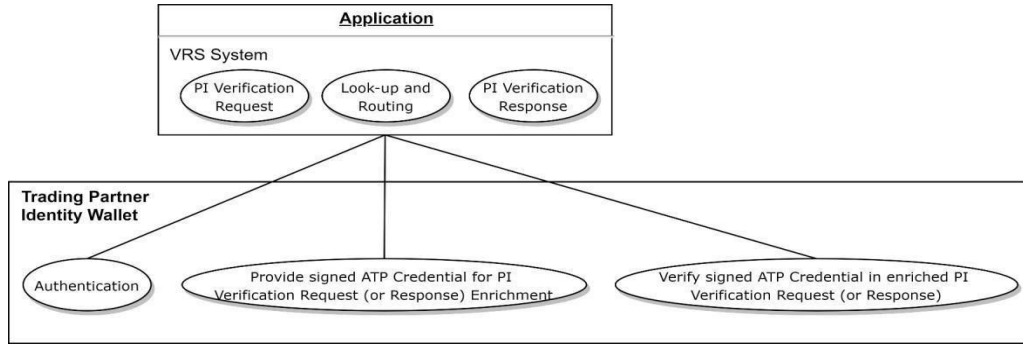 Application
VRS System
PI Verification
Request
Look-up and
Routing
PI Verification
Response
Trading Partner
Identity Wallet
Authentication
Provide signed ATP Credential for PI
Verification Request (or Response) Enrichment
Verify signed ATP Credential in enriched PI
Verification Request (or Response)